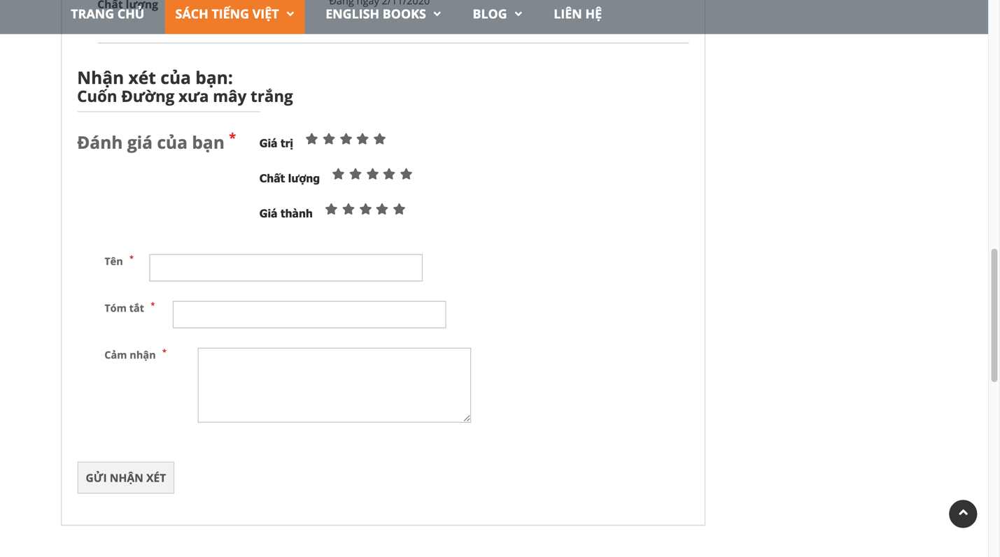 Chất lượng
Đăng ngày 2/11/2020
TRANG CHỦ SÁCH TIẾNG VIỆT ENGLISH BOOKS BLOG LIÊN HỆ
Nhận xét của bạn:
Cuốn Đường xưa mây trắng
Đánh giá của bạn *
Giá trị
Chất lượng
Giá thành
Tên *
Tóm tắt *
Cảm nhận *
GỬI NHẬN XÉT